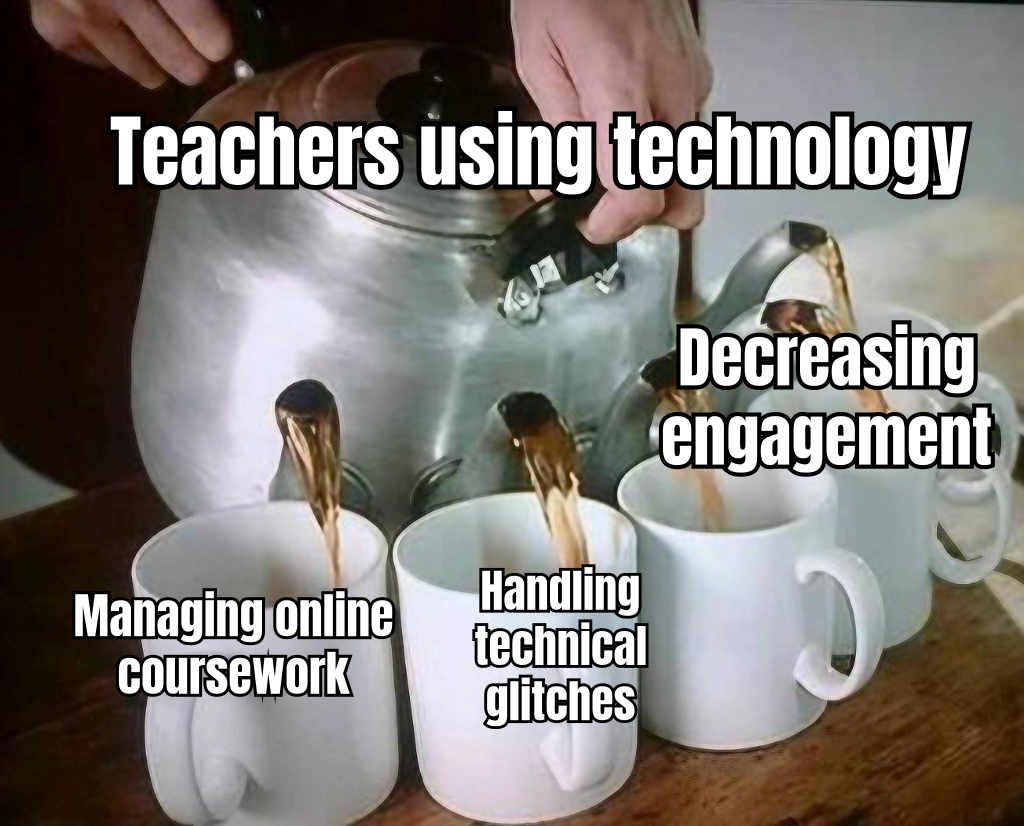 Teachers using technology
Decreasing
engagement
Managing online
coursework
Handling
technical
glitches